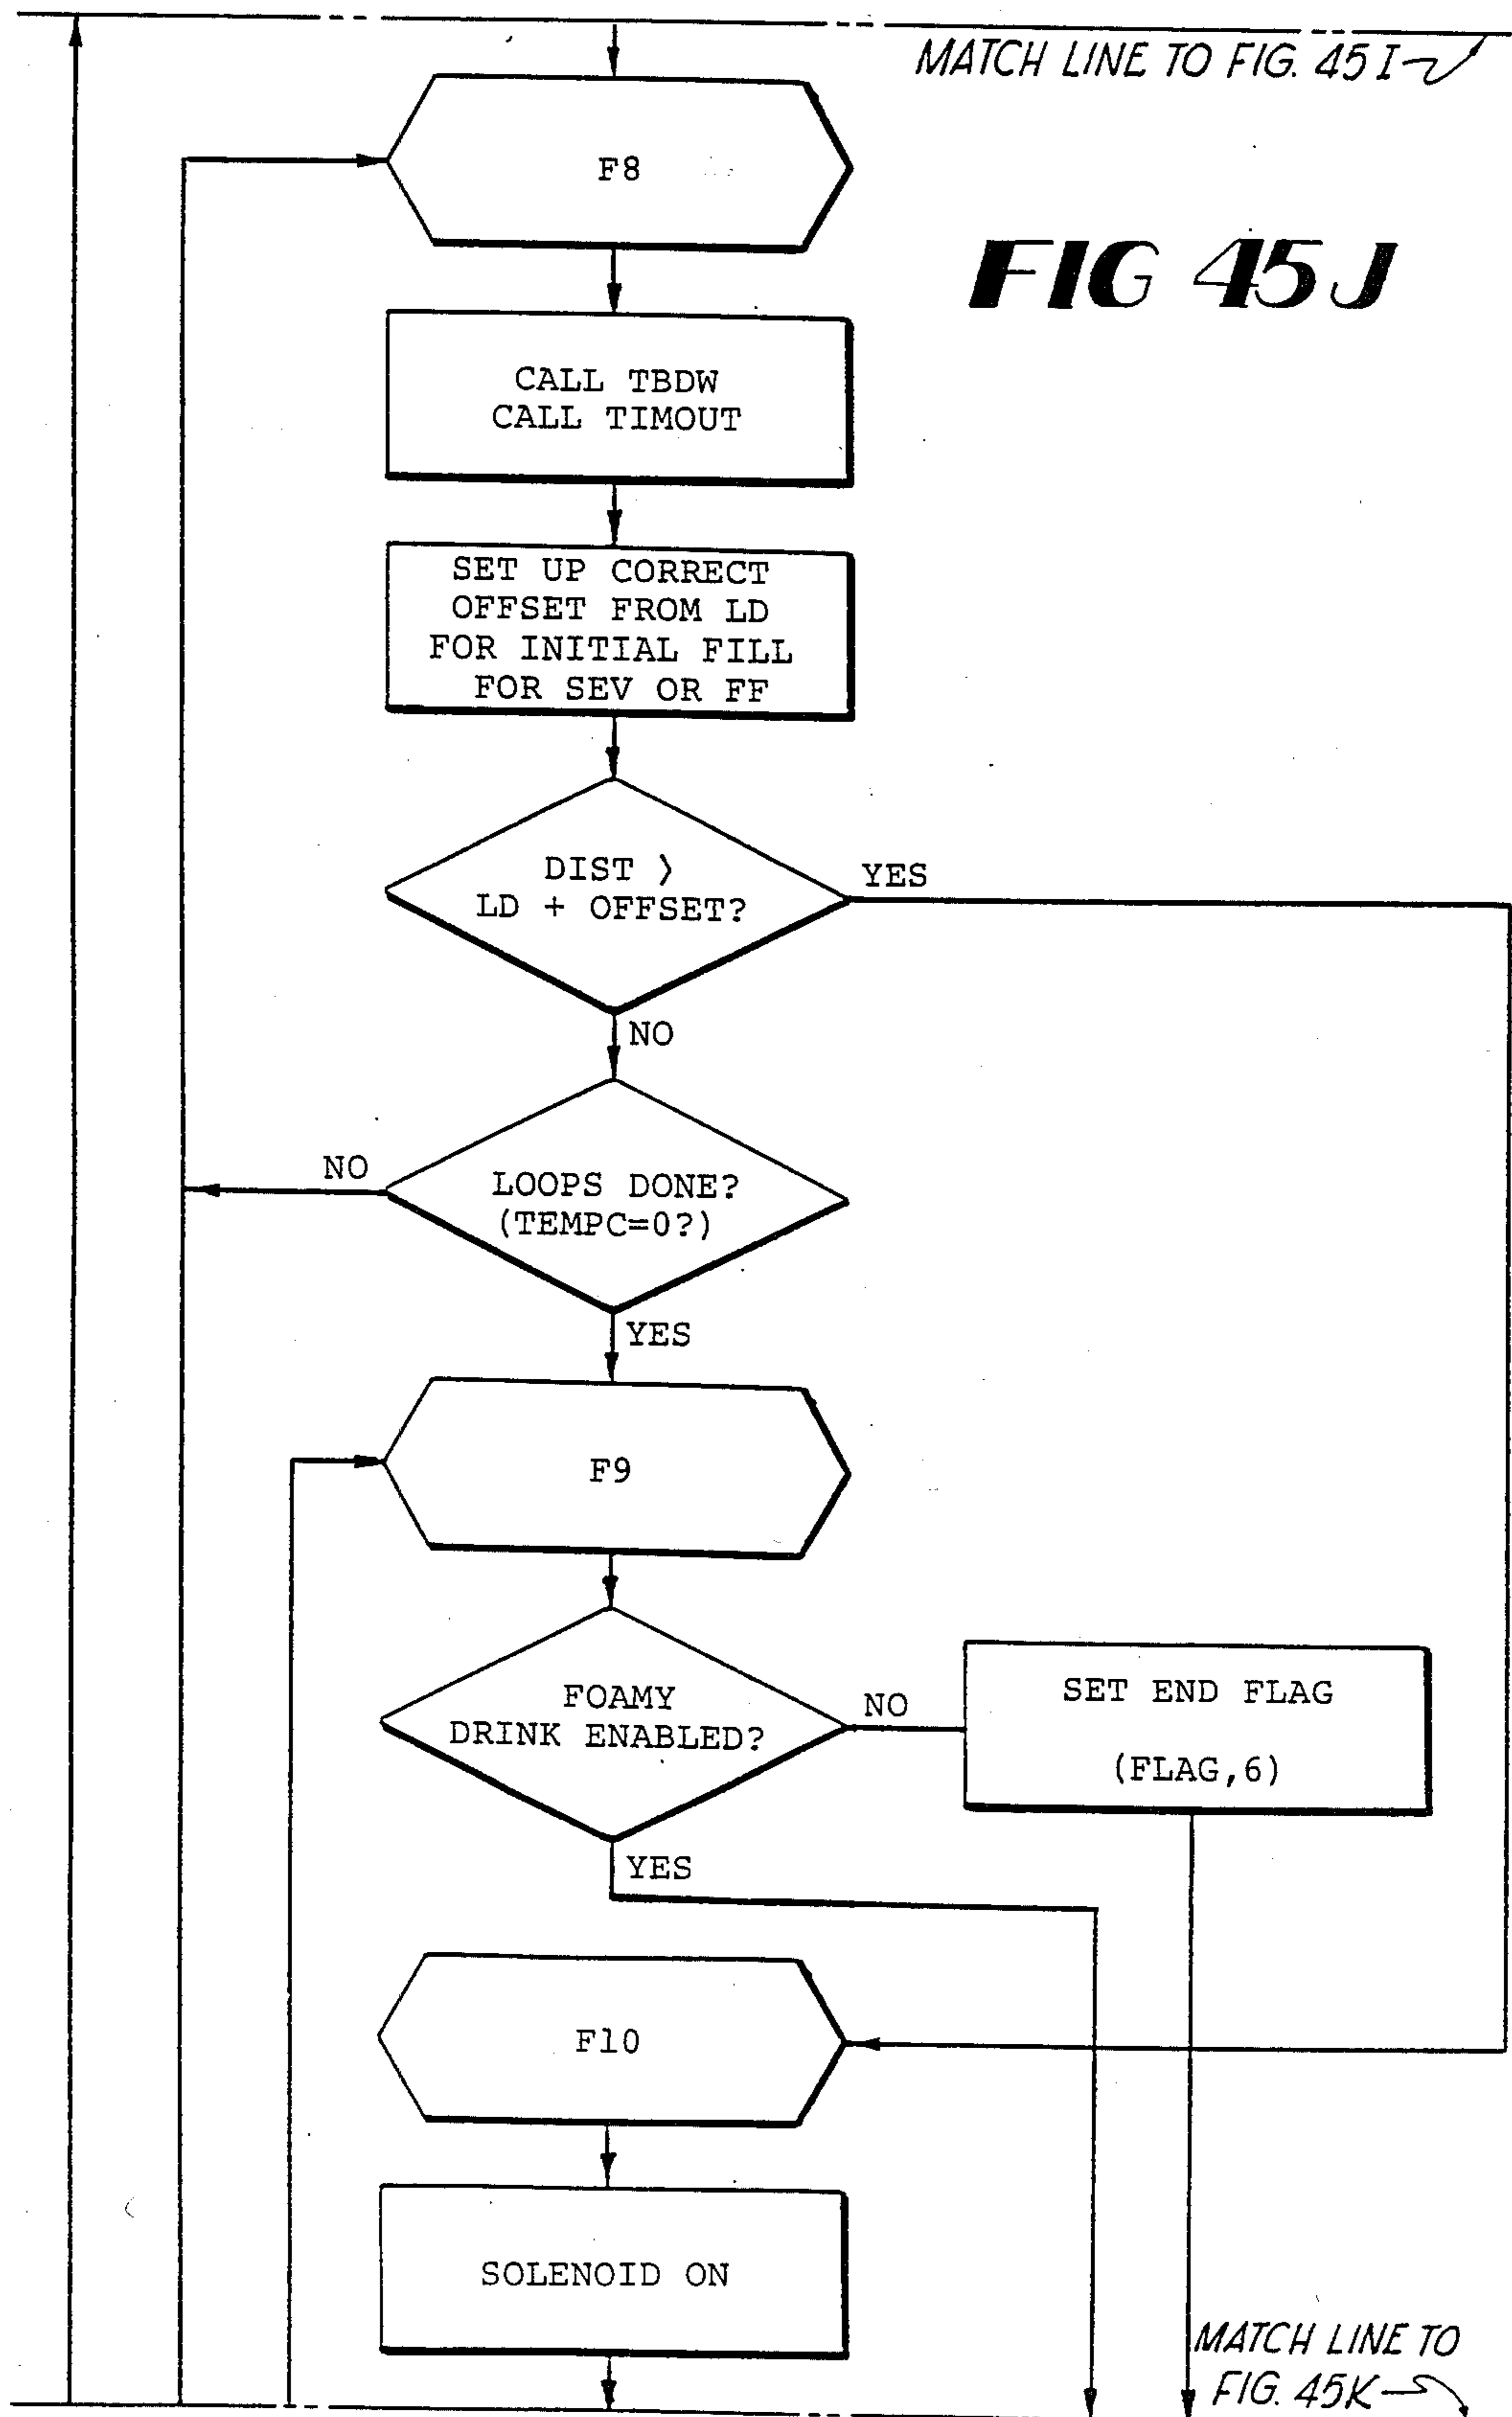 MATCH LINE TO FIG. 45I
F8
FIG 45J
CALL TBDW
CALL TIMOUT
SET UP CORRECT
OFFSET FROM LD
FOR INITIAL FILL
FOR SEV OR FF
DIST >
LD + OFFSET?
YES
NO
NO
LOOPS DONE?
(TEMPC=0?)
YES
F9
FOAMY
DRINK ENABLED?
NO
SET END FLAG
(FLAG,6)
YES
F10
SOLENOID ON
MATCH LINE TO
FIG. 45K